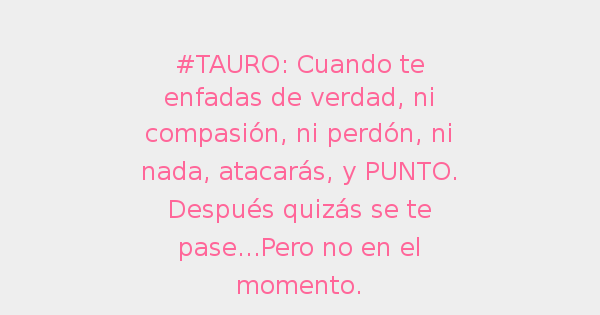 #TAURO: Cuando te
enfadas de verdad, ni
compasión, ni perdón, ni
nada, atacarás, y PUNTO.
Después quizás se te
pase...Pero no en el
momento.